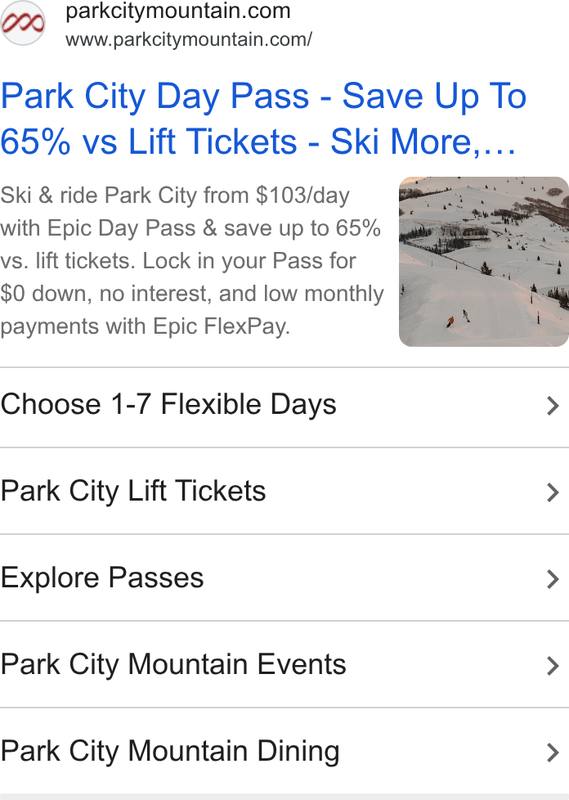 parkcitymountain.com
www.parkcitymountain.com/
Park City Day Pass - Save Up To
65% vs Lift Tickets - Ski More,…
Ski & ride Park City from $103/day
with Epic Day Pass & save up to 65%
vs. lift tickets. Lock in your Pass for
$0 down, no interest, and low monthly
payments with Epic FlexPay.
Choose 1-7 Flexible Days
Park City Lift Tickets
Explore Passes
Park City Mountain Events
Park City Mountain Dining